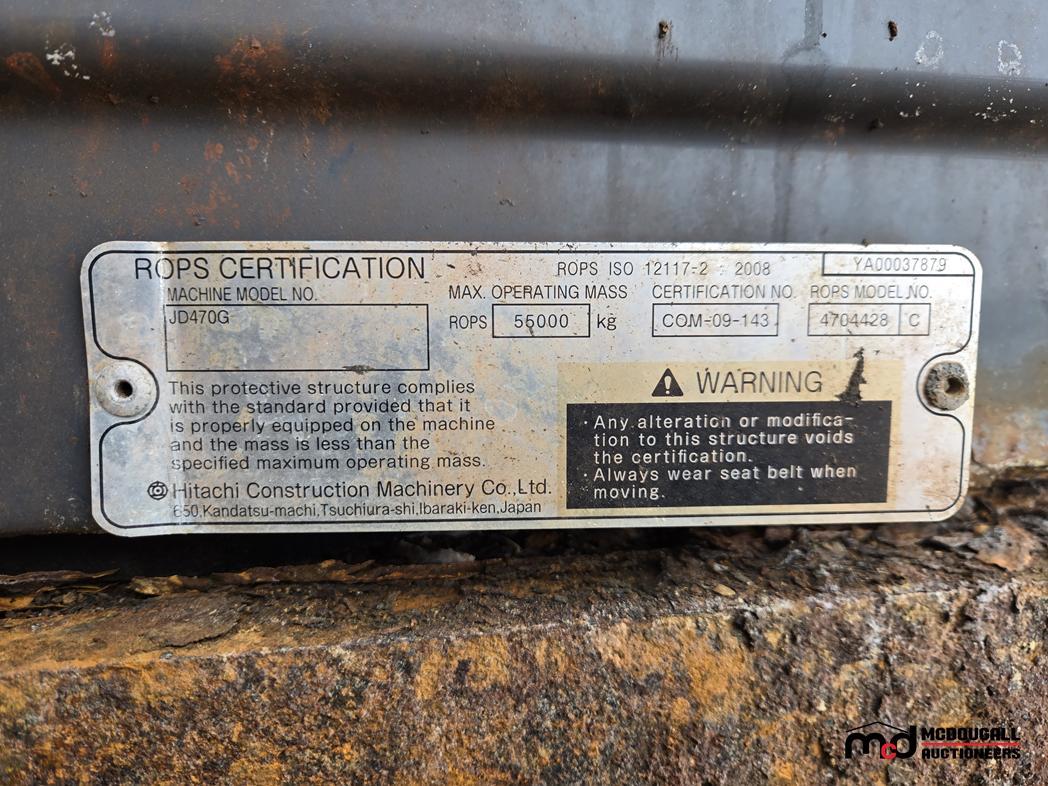 ROPS CERTIFICATION
ROPS ISO 12117-2 : 2008
YA00037879
MACHINE MODEL NO.
JD470G
MAX. OPERATING MASS
ROPS 55000 kg
CERTIFICATION NO.
COM-09-143
ROPS MODEL NO.
4704428 C
This protective structure complies
with the standard provided that it
is properly equipped on the machine
and the mass is less than the
specified maximum operating mass.
Hitachi Construction Machinery Co.,Ltd.
650,Kandatsu-machi,Tsuchiura-shi,Ibaraki-ken,Japan
WARNING
· Any alteration or modifica-
tion to this structure voids
the certification.
· Always wear seat belt when
moving.
mcd
MCDOUGALL
AUCTIONEERS